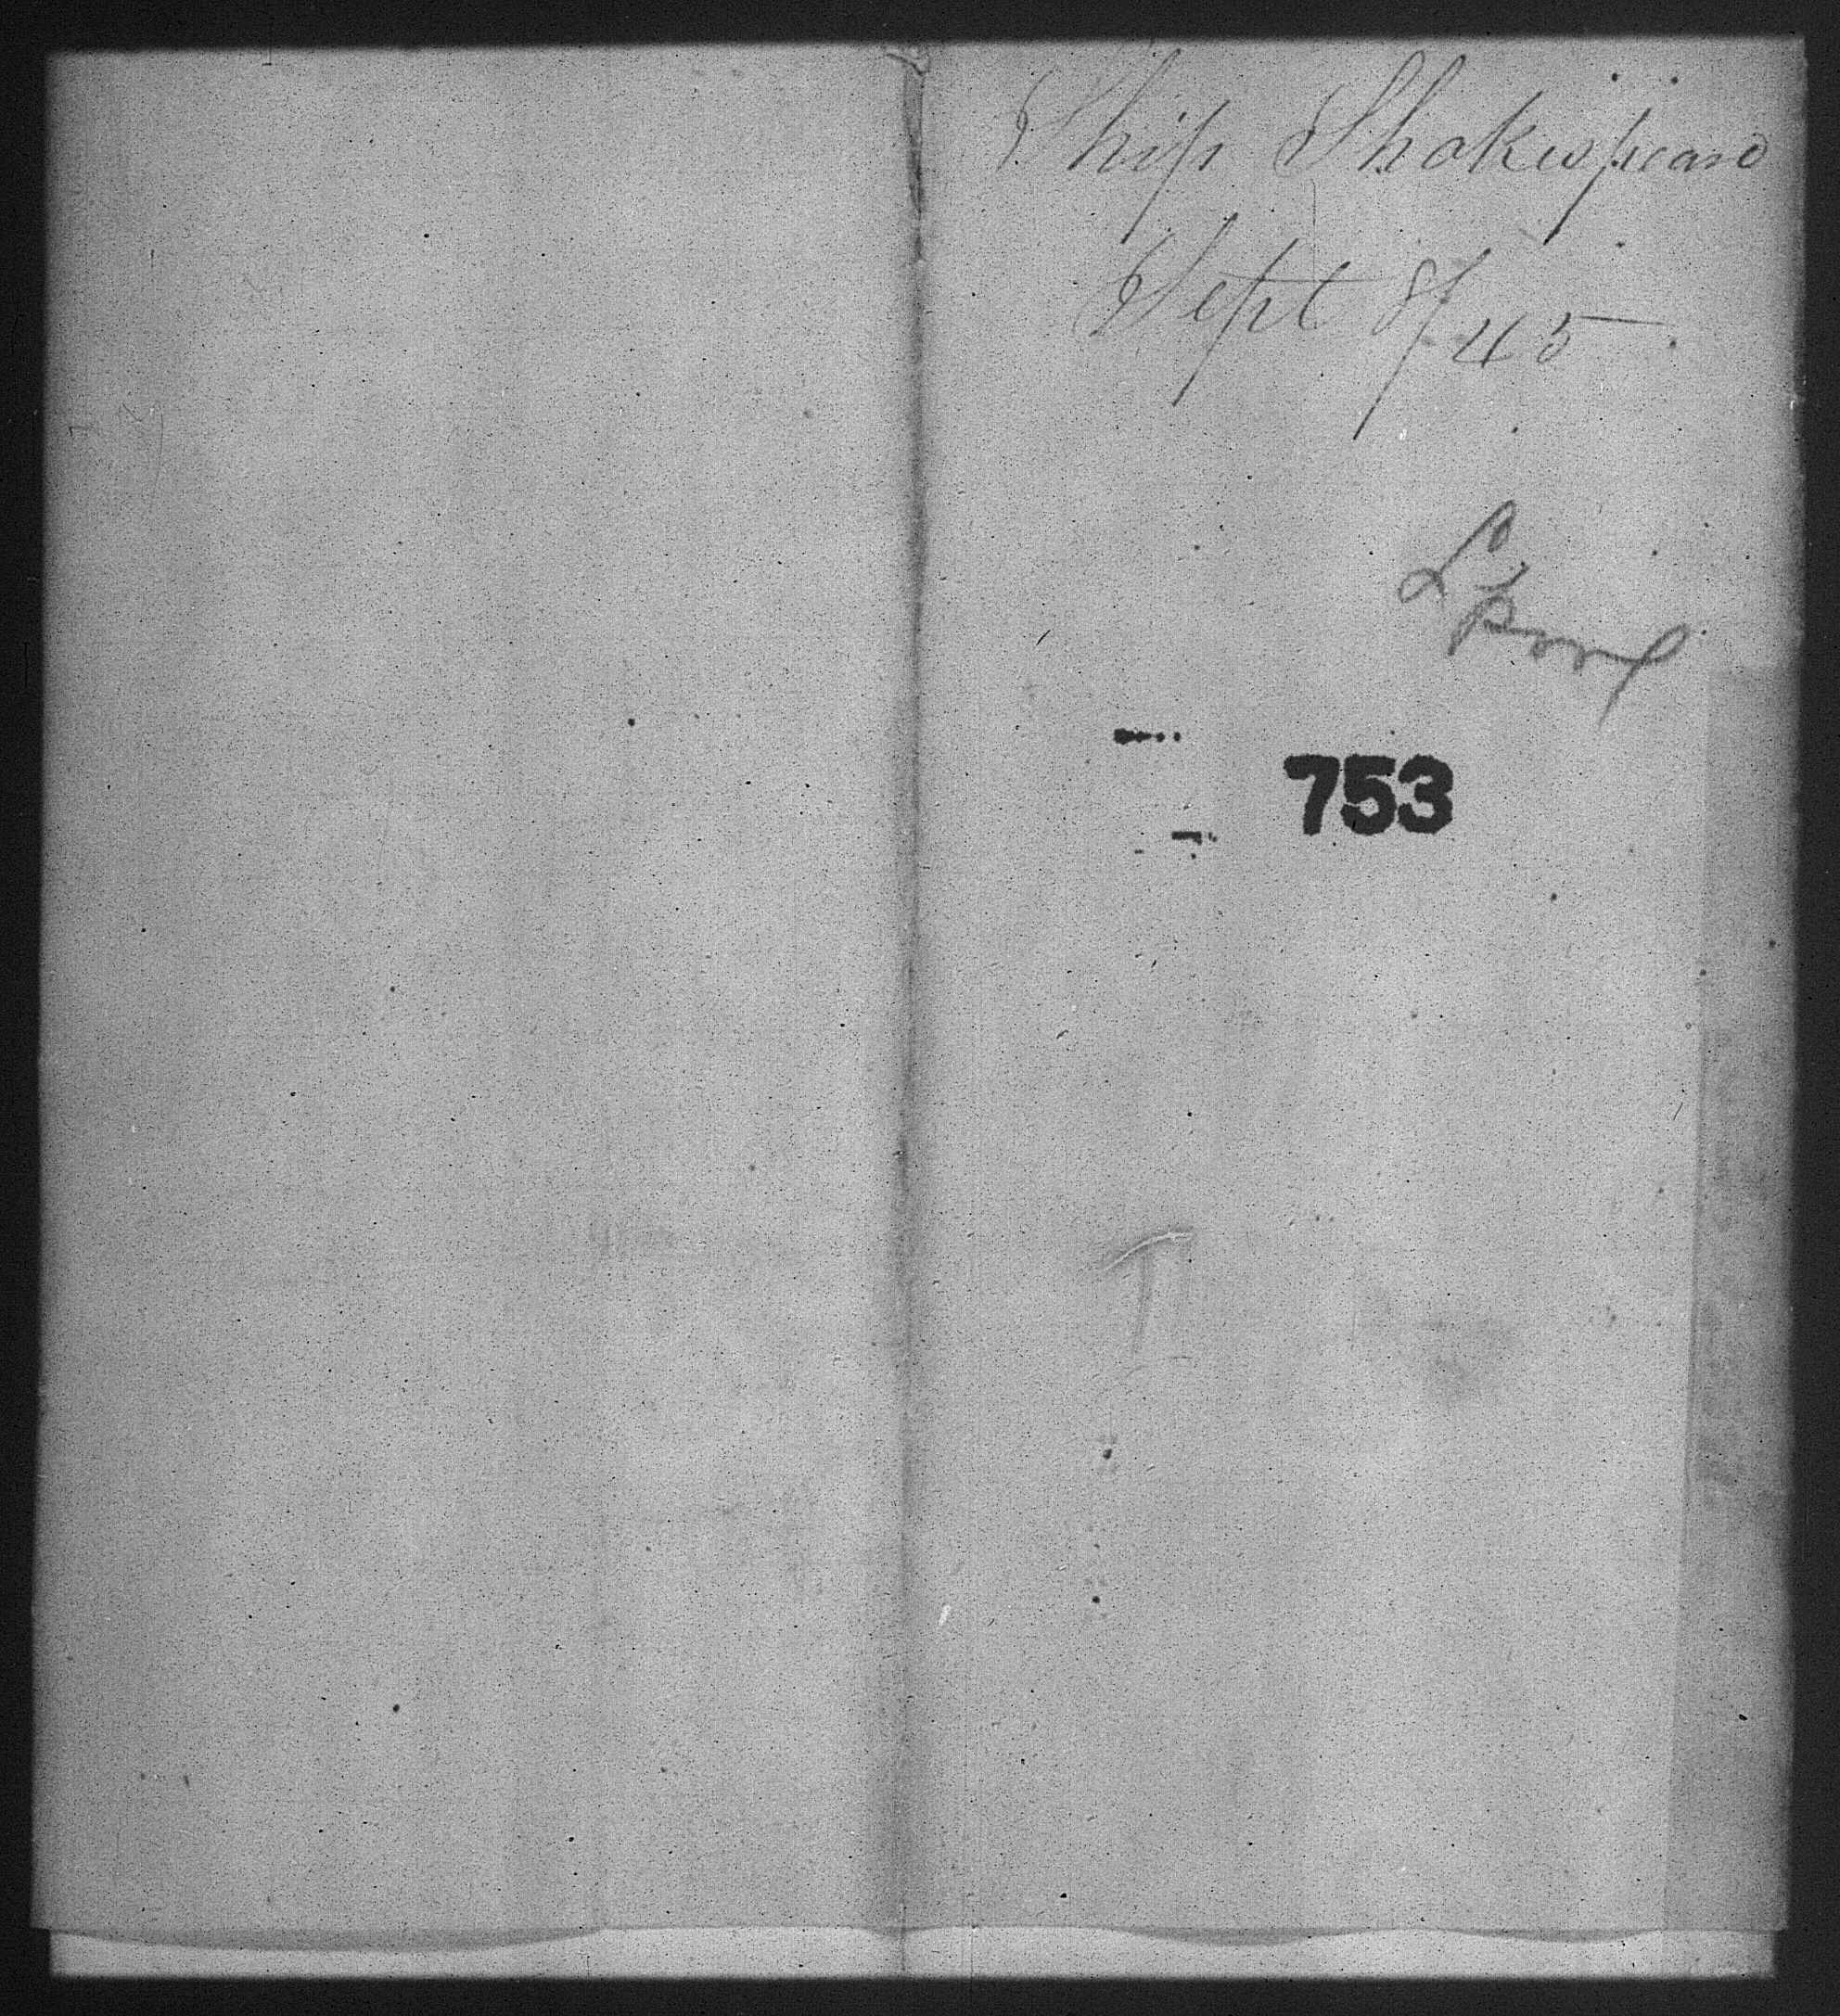 Ship Shakespeare
Sept 8/45
L Pool
753